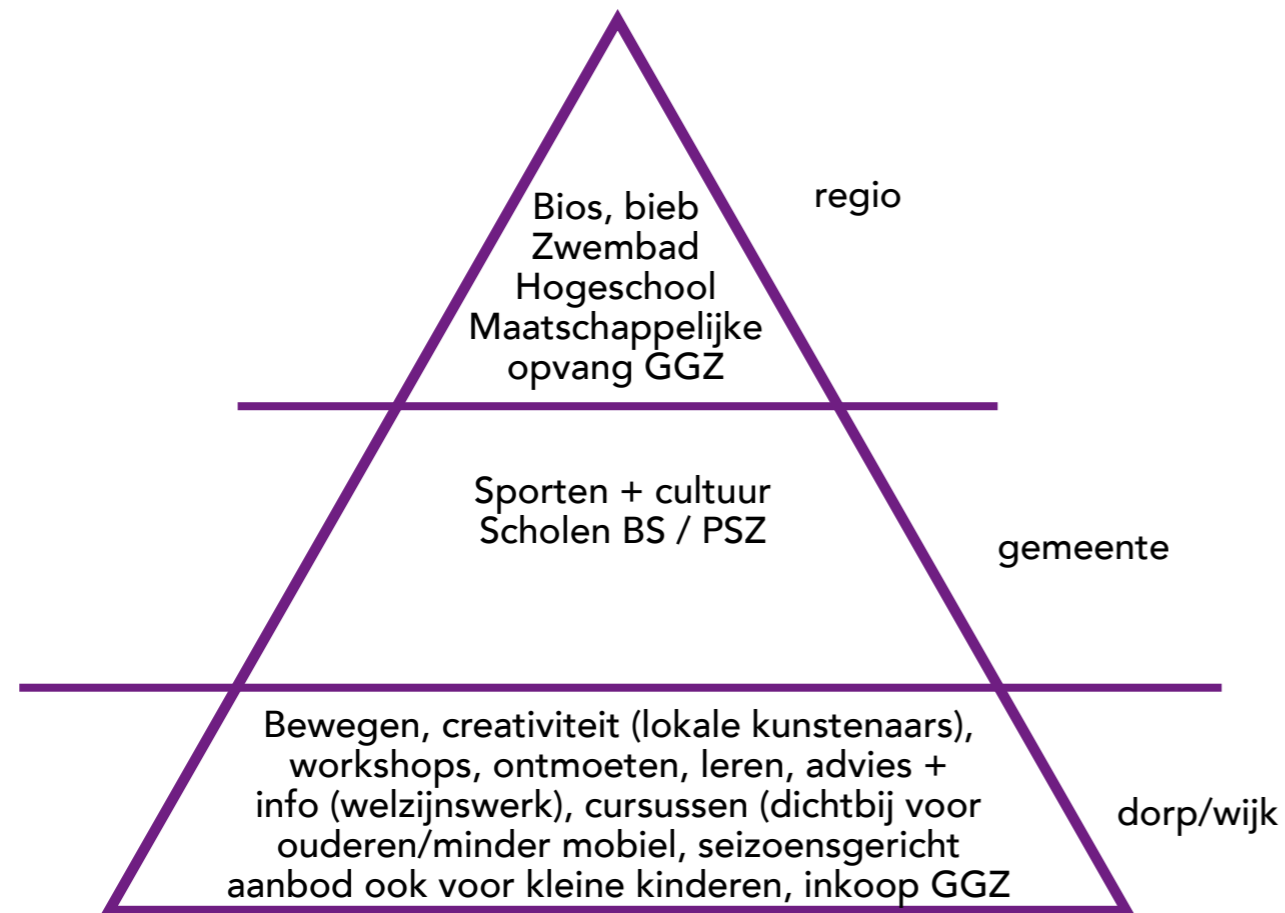 Bios, bieb
Zwembad
Hogeschool
Maatschappelijke
opvang GGZ
regio
Sporten + cultuur
Scholen BS / PSZ
gemeente
Bewegen, creativiteit (lokale kunstenaars),
workshops, ontmoeten, leren, advies +
info (welzijnswerk), cursussen (dichtbij voor
ouderen/minder mobiel, seizoensgericht
aanbod ook voor kleine kinderen, inkoop GGZ
dorp/wijk